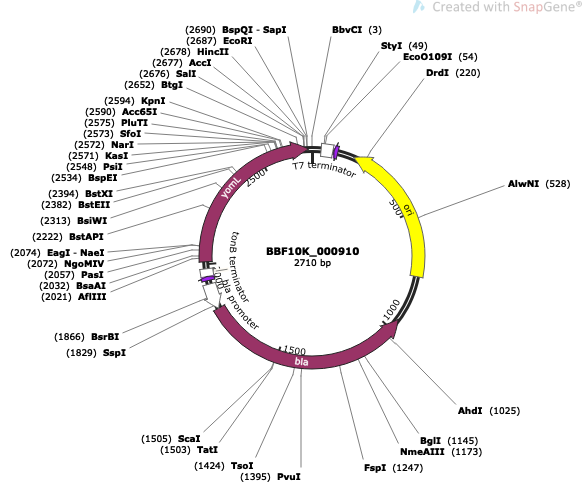 Created with SnapGene®
(2690) BspQI - SapI
(2687) EcoRI
(2678) HincII
(2677) AccI
(2676) SalI
(2652) BtgI
(2594) KpnI
(2590) Acc65I
(2575) PluTI
(2573) SfoI
(2572) NarI
(2571) KasI
(2548) PsiI
(2534) BspEI
(2394) BstXI
(2382) BstEII
(2313) BsiWI
(2222) BstAPI
(2074) EagI - NaeI
(2072) NgoMIV
(2057) PasI
(2032) BsaAI
(2021) AflIII
(1866) BsrBI
(1829) SspI
(1505) ScaI
(1503) TatI
(1424) TsoI
(1395) PvuI
BbvCI (3)
StyI (49)
EcoO109I (54)
DrdI (220)
AlwNI (528)
AhdI (1025)
BglI (1145)
NmeAIII (1173)
FspI (1247)
T7 terminator
yomL
2500
ori
500
BBF10K_000910
2710 bp
tonB terminator
bla promoter
2000
1000
1500
bla